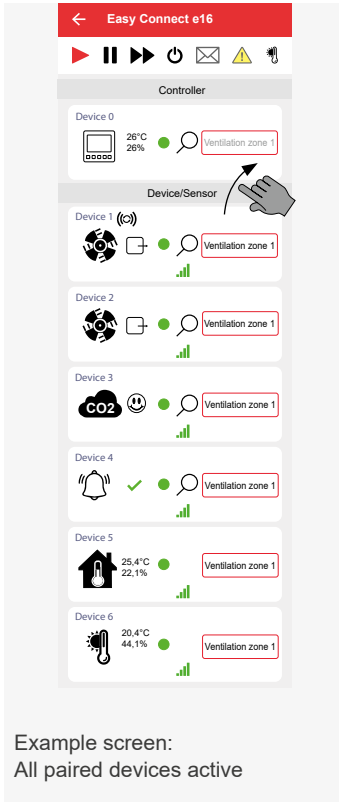 Easy Connect e16
Controller
Device 0
26°C
26%
Ventilation zone 1
Device/Sensor
Device 1
Ventilation zone 1
Device 2
Ventilation zone 1
Device 3
CO2
Ventilation zone 1
Device 4
Ventilation zone 1
Device 5
25,4°C
22,1%
Ventilation zone 1
Device 6
20,4°C
44,1%
Ventilation zone 1
Example screen:
All paired devices active